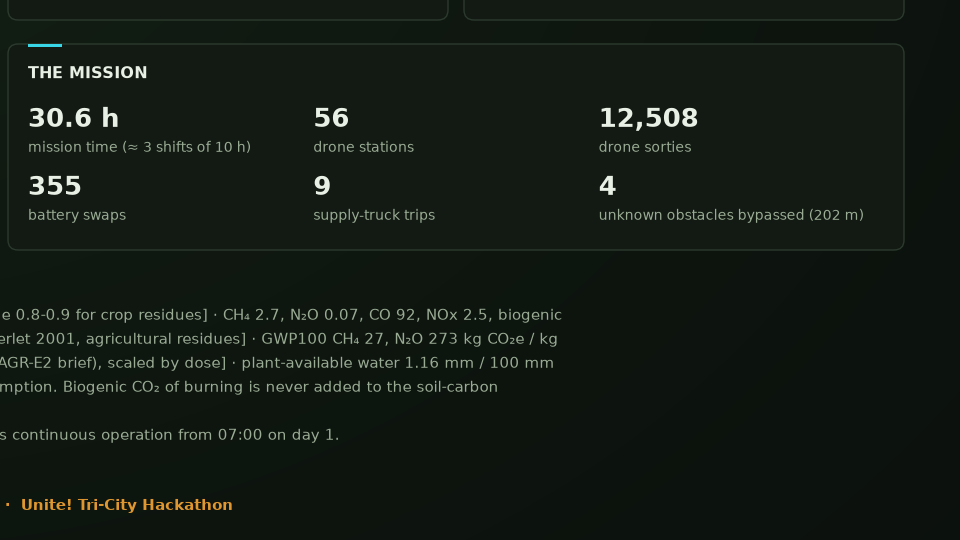 THE MISSION
30.6 h
56
12,508
mission time (≈ 3 shifts of 10 h)
drone stations
drone sorties
355
9
4
battery swaps
supply-truck trips
unknown obstacles bypassed (202 m)
e 0.8-0.9 for crop residues] · CH₄ 2.7, N₂O 0.07, CO 92, NOx 2.5, biogenic
erlet 2001, agricultural residues] · GWP100 CH₄ 27, N₂O 273 kg CO₂e / kg
AGR-E2 brief), scaled by dose] · plant-available water 1.16 mm / 100 mm
mption. Biogenic CO₂ of burning is never added to the soil-carbon
s continuous operation from 07:00 on day 1.
· Unite! Tri-City Hackathon